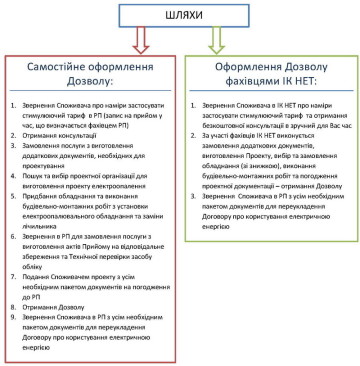 ШЛЯХИ
Самостійне оформлення
Дозволу:
1. Звернення Споживача про наміри застосувати
стимулюючий тариф в РП (запис на прийом у
часі, що визначається фахівцем РП)
2. Отримання консультації
3. Замовлення послуги з виготовлення
додаткових документів, необхідних для
проектування
4. Пошук та вибір проектної організації для
виготовлення проекту електроопалення
5. Придбання обладнання та виконання
будівельно-монтажних робіт з установки
електроопалювального обладнання та заміни
лічильника
6. Звернення в РП для замовлення послуги з
виготовлення актів Прийому на відповідальне
збереження та Технічної перевірки засобу
обліку
7. Подання Споживачем проекту з усім
необхідним пакетом документів на погодження
до РП
8. Отримання Дозволу
9. Звернення Споживача в РП з усім необхідним
пакетом документів для переукладення
Договору про користування електричною
енергією
Оформлення Дозволу
фахівцями ІК НЕТ:
1. Звернення Споживача в ІК НЕТ про наміри
застосувати стимулюючий тариф та отримання
безкоштовної консультації в зручний для Вас
час
2. За участі фахівців ІК НЕТ виконується
замовлення додаткових документів,
виготовлення Проекту, вибір та замовлення
обладнання (зі знижкою), виконання
будівельно-монтажних робіт та погодження
проектної документації – отримання Дозволу
3. Звернення Споживача в РП з усім необхідним
пакетом документів для переукладення
Договору про користування електричною
енергією